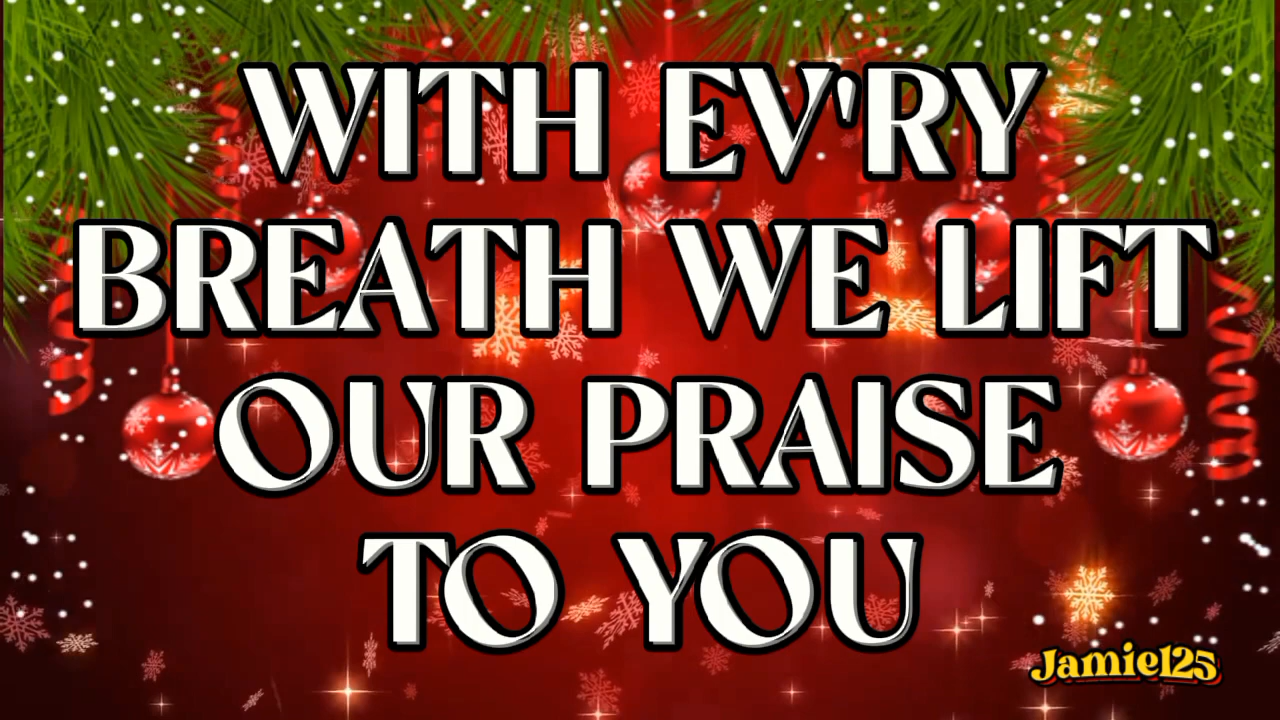 WITH EV'RY
BREATH WE LIFT
OUR PRAISE
TO YOU
Jamie125